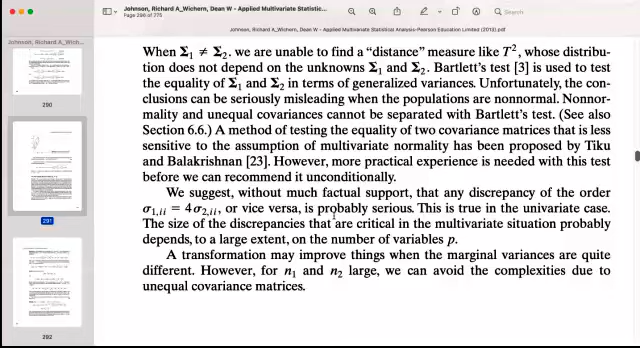 Johnson, Richard A_Wichern, Dean W - Applied Multivariate Statistic...
Page 296 of 775
Search
Johnson, Richard A_Wichern, Dean W - Applied Multivariate Statistical Analysis-Pearson Education Limited (2013).pdf
Johnson, Richard A_Wich...
290
291
292
When Σ₁ ≠ Σ₂. we are unable to find a “distance” measure like T², whose distribu-
tion does not depend on the unknowns Σ₁ and Σ₂. Bartlett’s test [3] is used to test
the equality of Σ₁ and Σ₂ in terms of generalized variances. Unfortunately, the con-
clusions can be seriously misleading when the populations are nonnormal. Nonnor-
mality and unequal covariances cannot be separated with Bartlett’s test. (See also
Section 6.6.) A method of testing the equality of two covariance matrices that is less
sensitive to the assumption of multivariate normality has been proposed by Tiku
and Balakrishnan [23]. However, more practical experience is needed with this test
before we can recommend it unconditionally.
We suggest, without much factual support, that any discrepancy of the order
σ₁,ᵢᵢ = 4σ₂,ᵢᵢ, or vice versa, is probably serious. This is true in the univariate case.
The size of the discrepancies that are critical in the multivariate situation probably
depends, to a large extent, on the number of variables p.
A transformation may improve things when the marginal variances are quite
different. However, for n₁ and n₂ large, we can avoid the complexities due to
unequal covariance matrices.